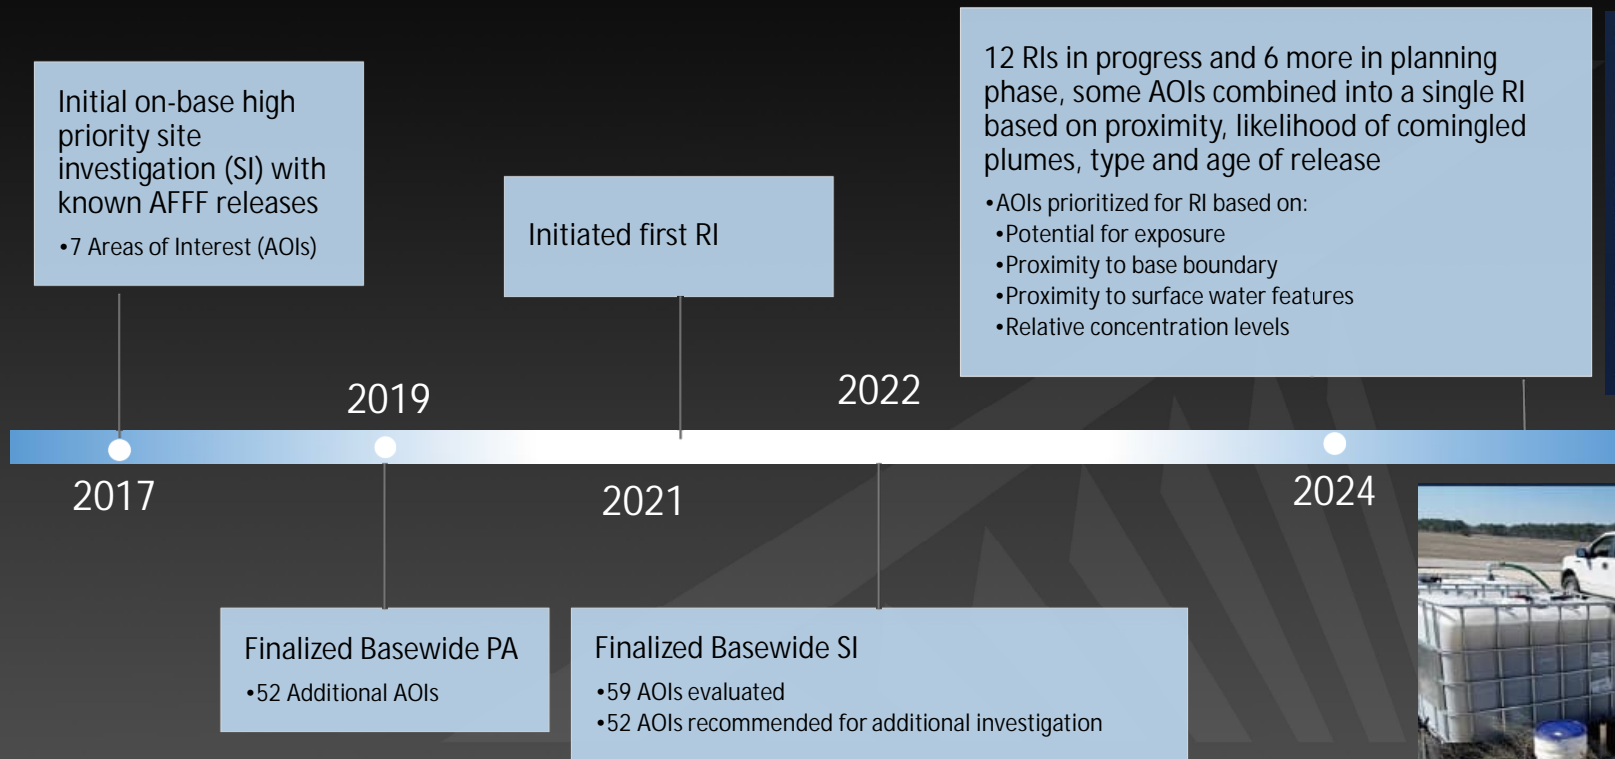 Initial on-base high
priority site
investigation (SI) with
known AFFF releases
•7 Areas of Interest (AOIs)
Initiated first RI
12 RIs in progress and 6 more in planning
phase, some AOIs combined into a single RI
based on proximity, likelihood of comingled
plumes, type and age of release
•AOIs prioritized for RI based on:
•Potential for exposure
•Proximity to base boundary
•Proximity to surface water features
•Relative concentration levels
2019
2022
2017
2021
2024
Finalized Basewide PA
•52 Additional AOIs
Finalized Basewide SI
•59 AOIs evaluated
•52 AOIs recommended for additional investigation